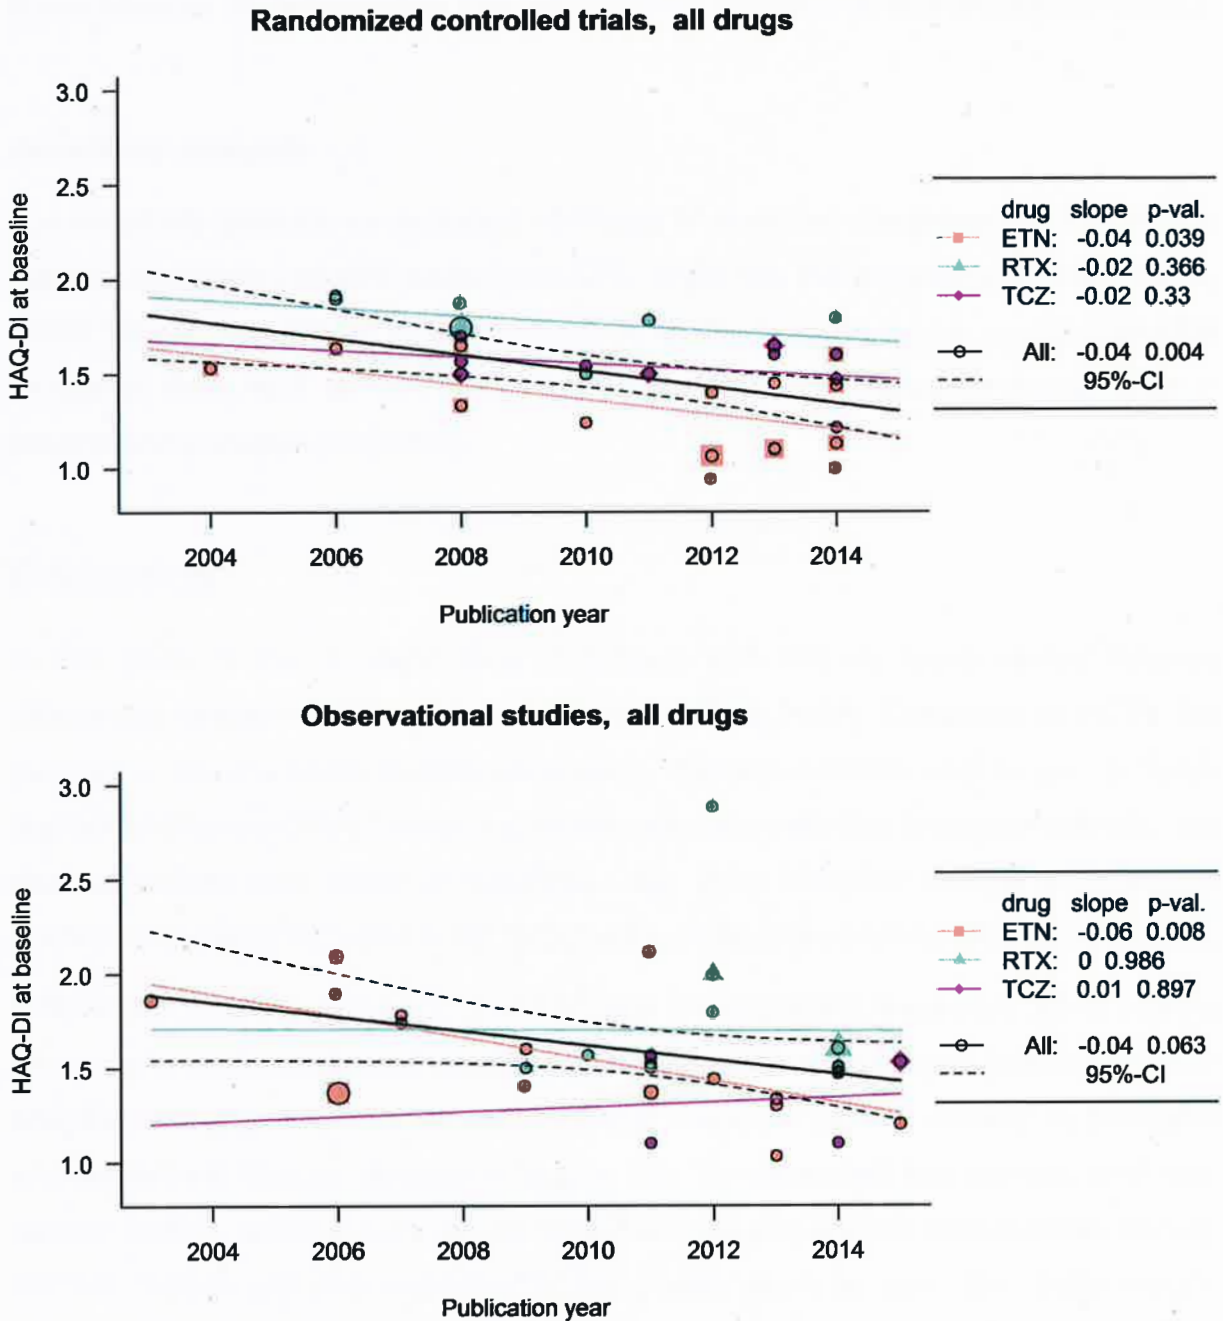 Randomized controlled trials, all drugs
3.0
2.5
2.0
1.5
1.0
HAQ-DI at baseline
drug slope p-val.
ETN: -0.04 0.039
RTX: -0.02 0.366
TCZ: -0.02 0.33
All: -0.04 0.004
95%-CI
2004 2006 2008 2010 2012 2014
Publication year
Observational studies, all drugs
3.0
2.5
2.0
1.5
1.0
HAQ-DI at baseline
drug slope p-val.
ETN: -0.06 0.008
RTX: 0 0.986
TCZ: 0.01 0.897
All: -0.04 0.063
95%-CI
2004 2006 2008 2010 2012 2014
Publication year